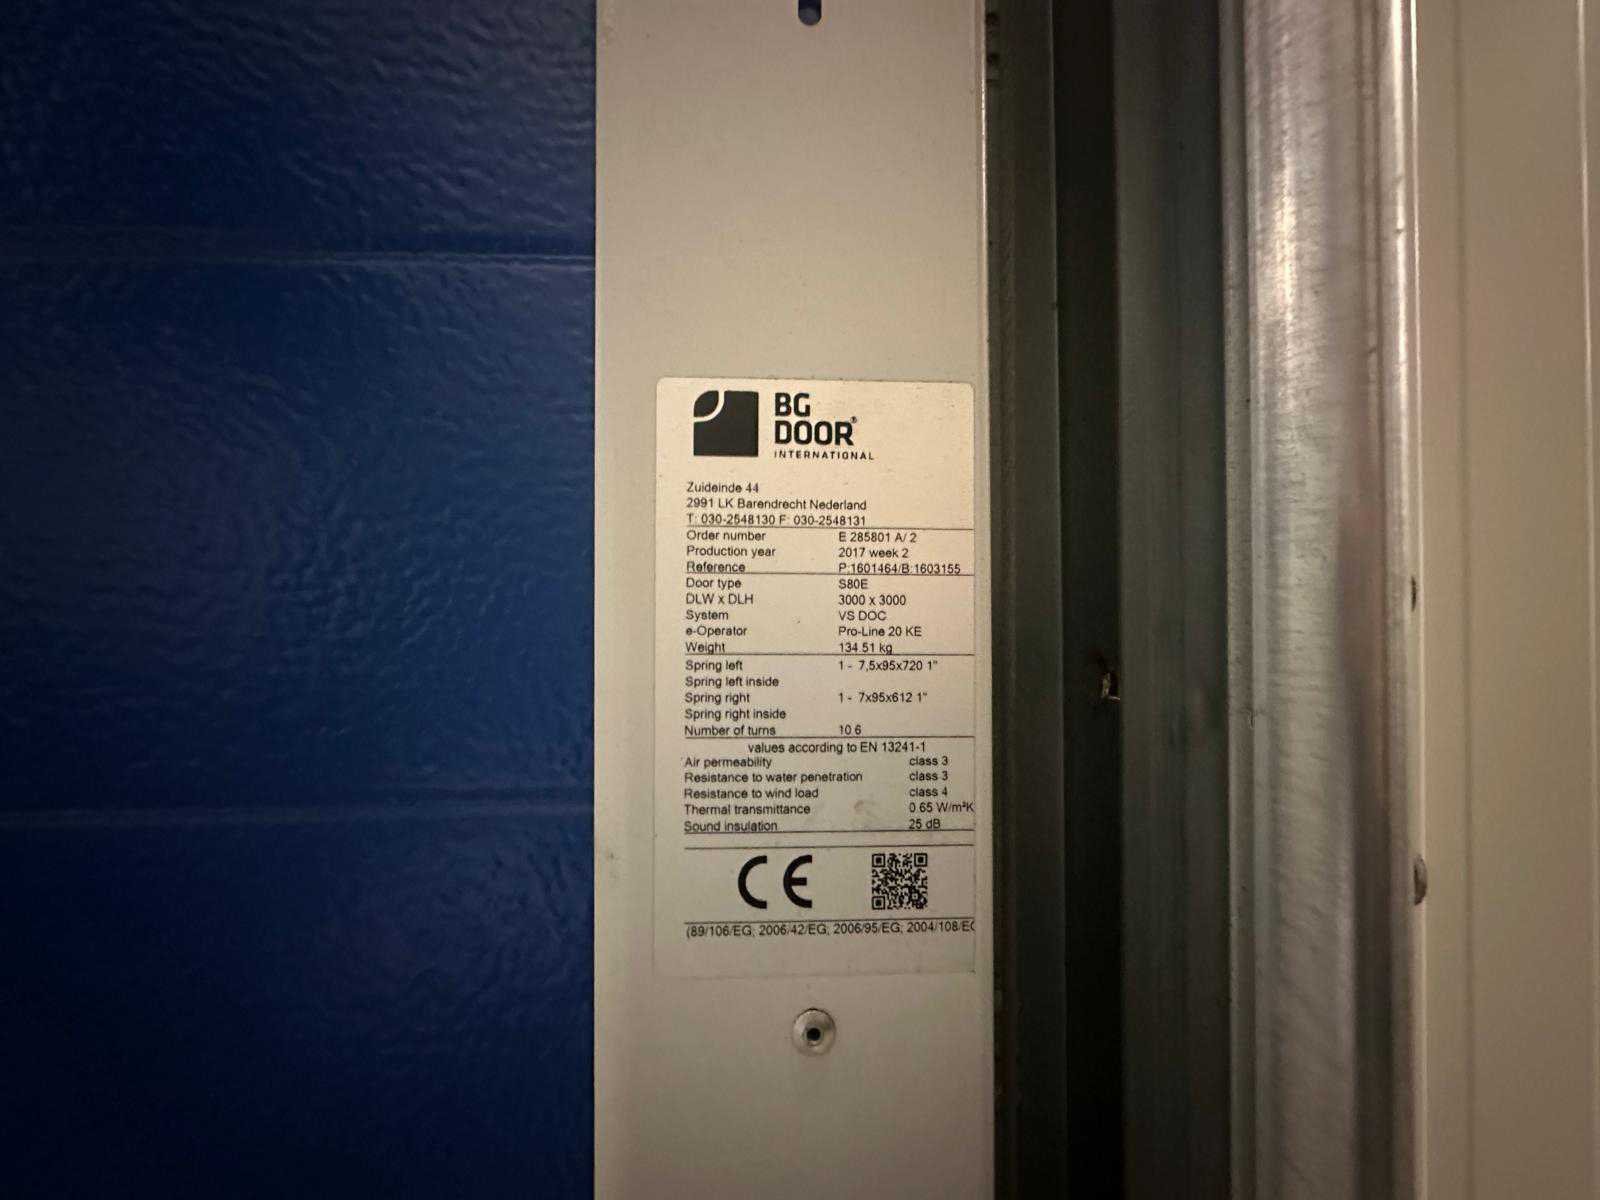 BG
DOOR®
INTERNATIONAL
Zuideinde 44
2991 LK Barendrecht Nederland
T: 030-2548130 F: 030-2548131
Order number E 285801 A/ 2
Production year 2017 week 2
Reference P:1601464/B:1603155
Door type S80E
DLW x DLH 3000 x 3000
System VS DOC
e-Operator Pro-Line 20 KE
Weight 134.51 kg
Spring left 1 - 7,5x95x720 1"
Spring left inside
Spring right 1 - 7x95x612 1"
Spring right inside
Number of turns 10.6
values according to EN 13241-1
Air permeability class 3
Resistance to water penetration class 3
Resistance to wind load class 4
Thermal transmittance 0.65 W/m²K
Sound insulation 25 dB
CE
(89/106/EG; 2006/42/EG; 2006/95/EG; 2004/108/EG